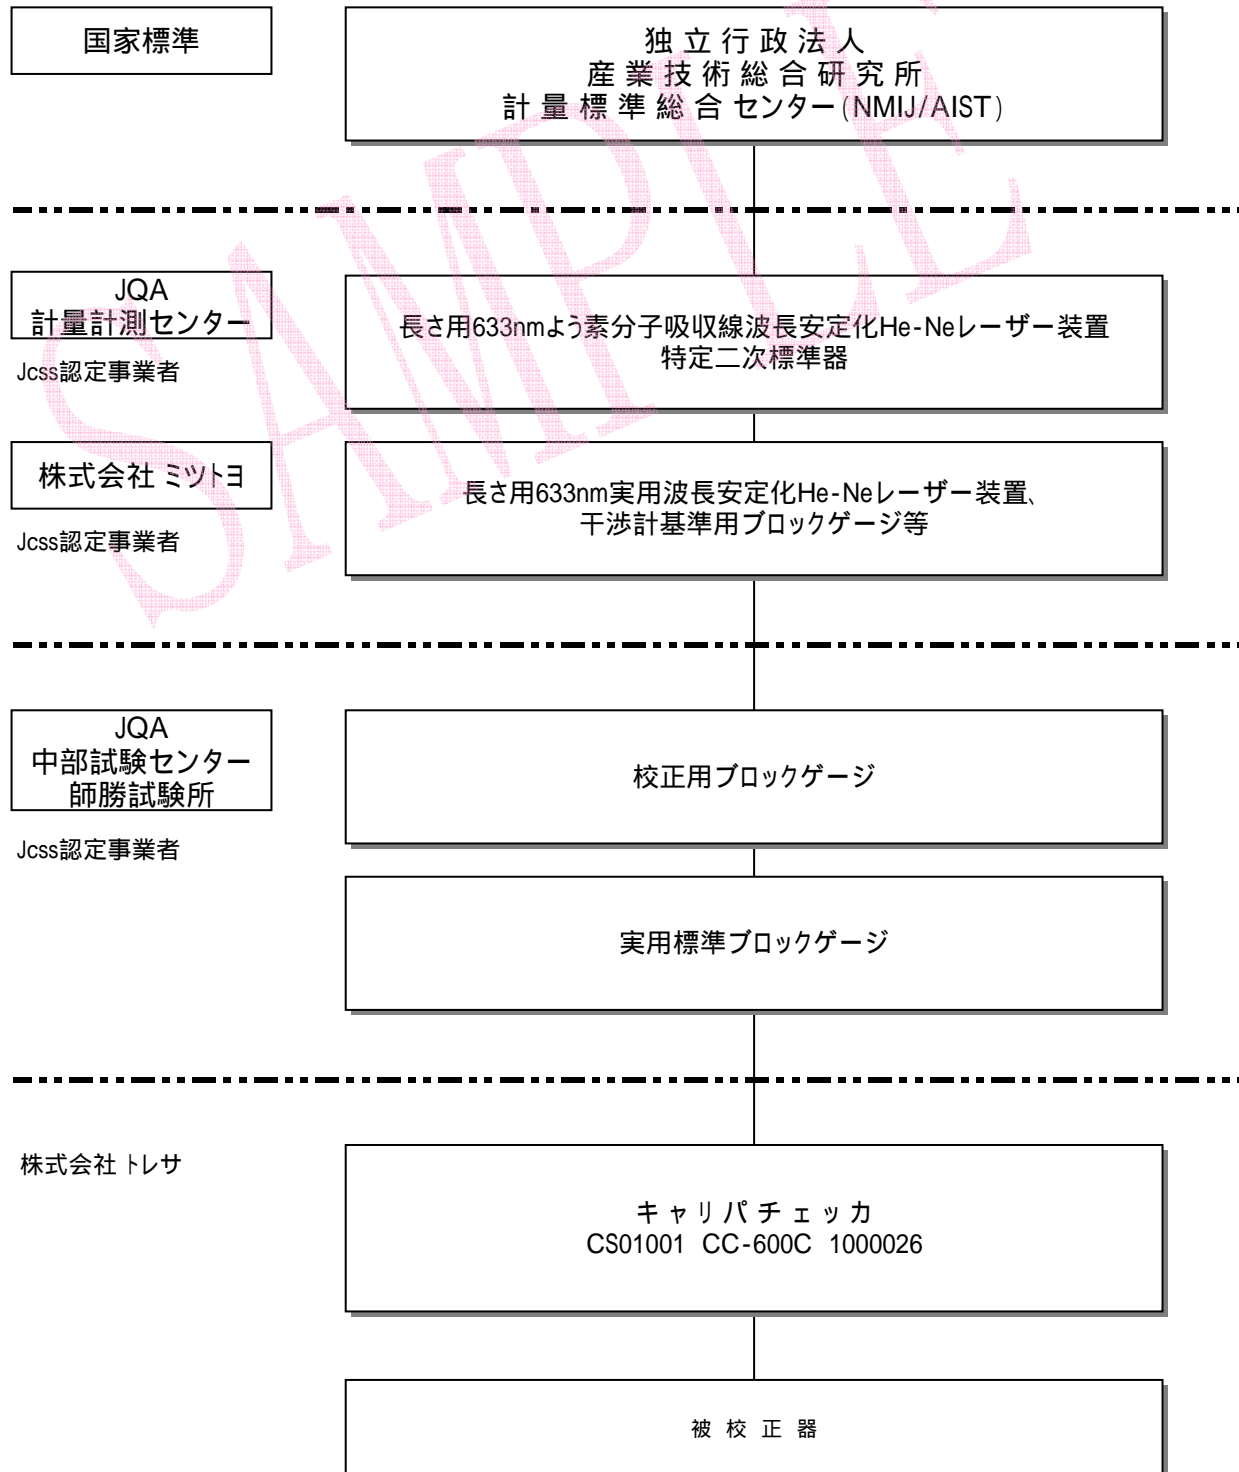 国家標準
独立行政法人
産業技術総合研究所
計量標準総合センター(NMIJ/AIST)
JQA
計量計測センター
Jcss認定事業者
長さ用633nmよう素分子吸収線波長安定化He-Neレーザー装置
特定二次標準器
株式会社 ミツトヨ
Jcss認定事業者
長さ用633nm実用波長安定化He-Neレーザー装置、
干渉計基準用ブロックゲージ等
JQA
中部試験センター
師勝試験所
Jcss認定事業者
校正用ブロックゲージ
実用標準ブロックゲージ
株式会社 トレサ
キャリパチェッカ
CS01001 CC-600C 1000026
被校正器
SAMPLE